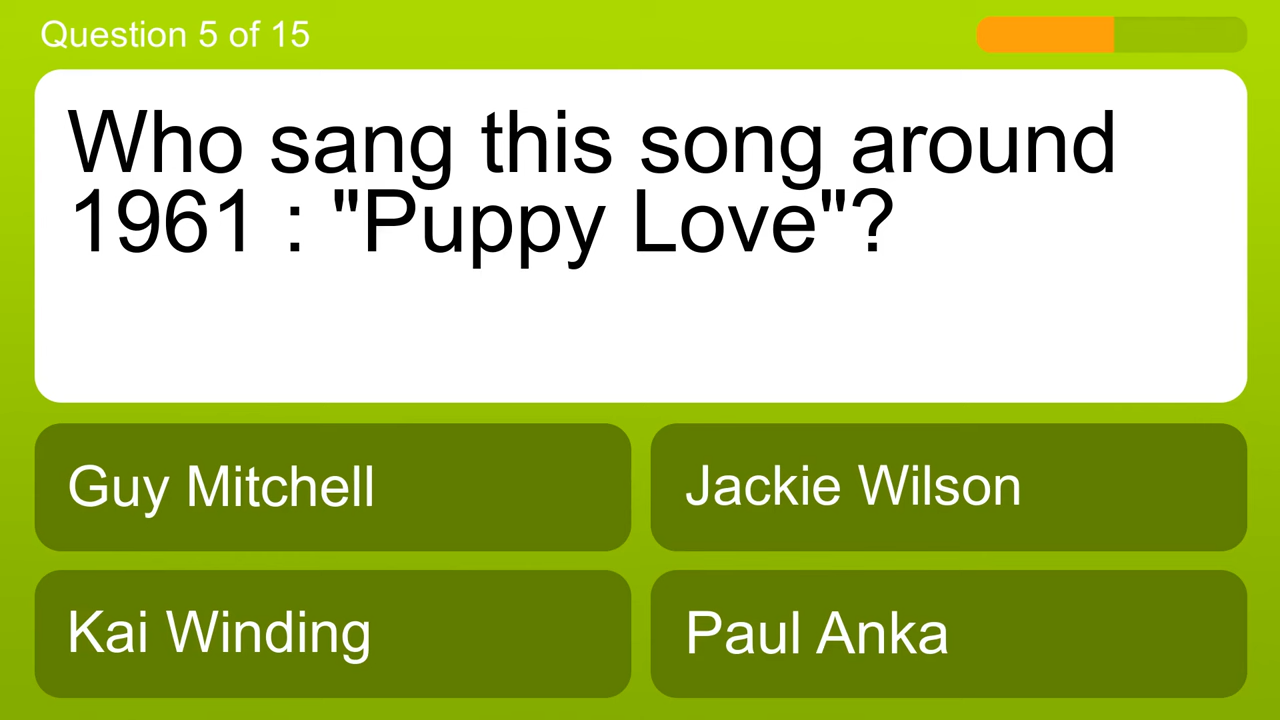 Question 5 of 15
Who sang this song around
1961 : "Puppy Love"?
Guy Mitchell
Jackie Wilson
Kai Winding
Paul Anka